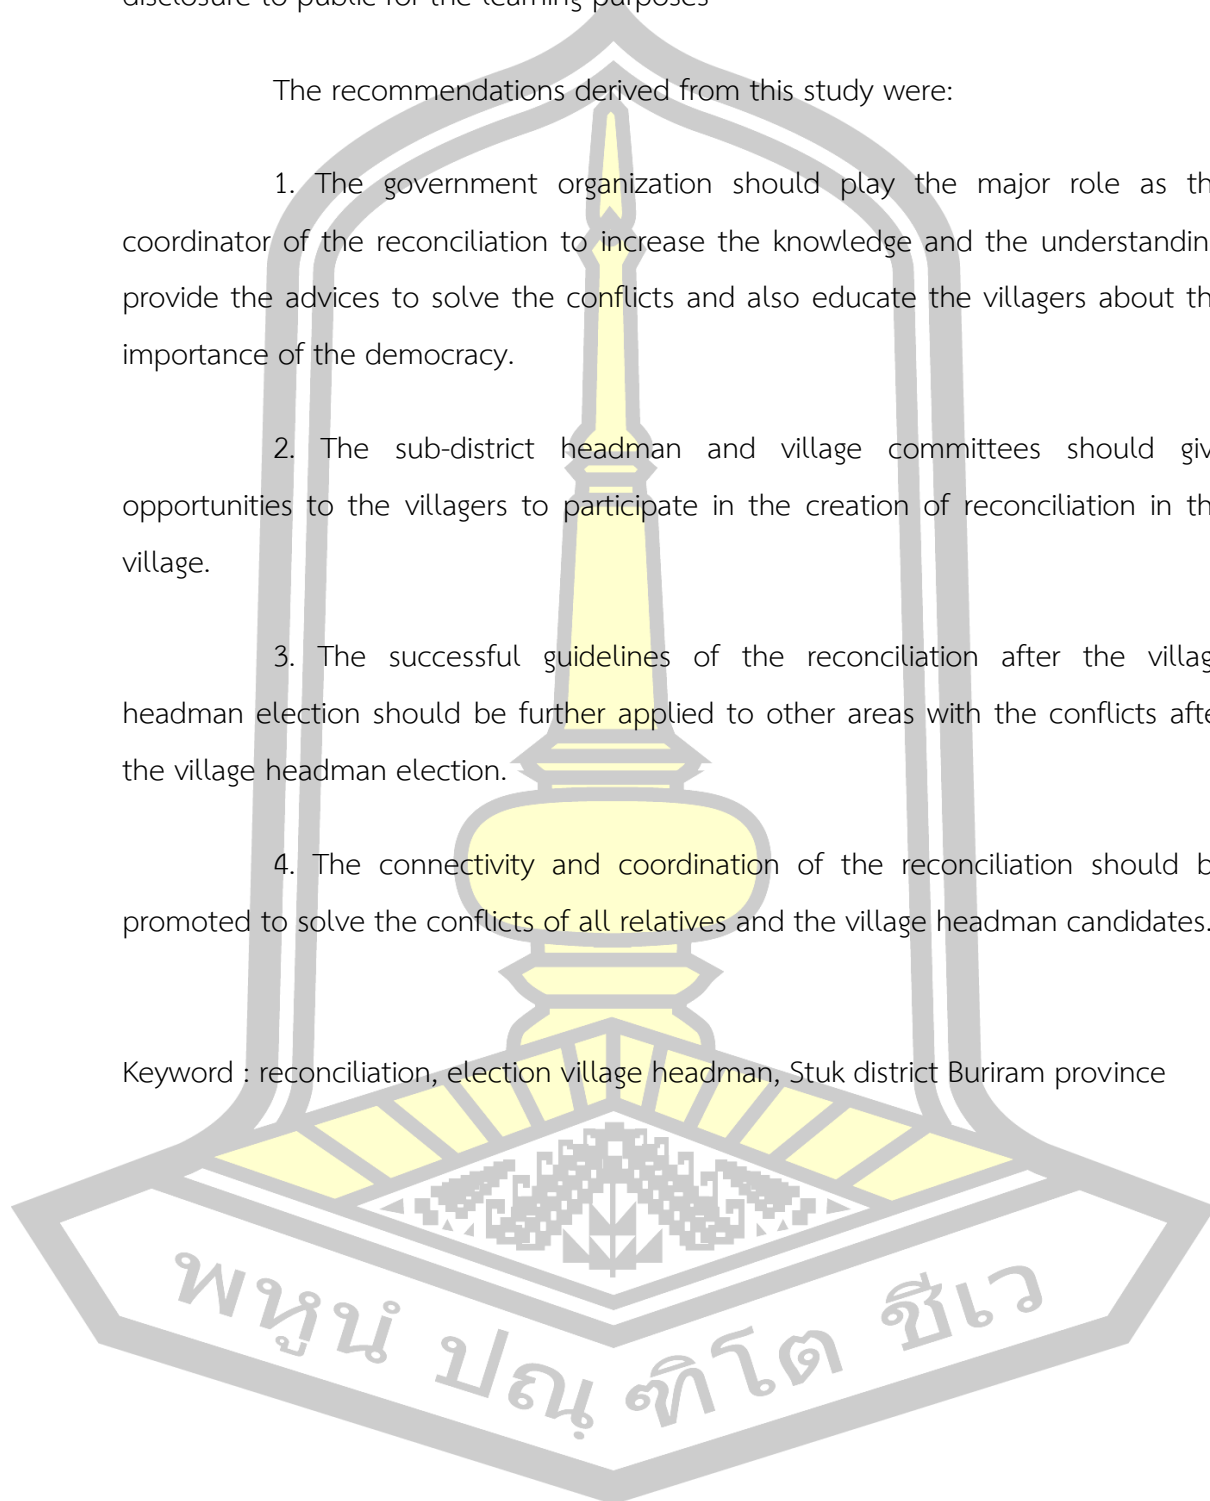 disclosure to public for the learning purposes
The recommendations derived from this study were:
1. The government organization should play the major role as th
coordinator of the reconciliation to increase the knowledge and the understandin
provide the advices to solve the conflicts and also educate the villagers about th
importance of the democracy.
2. The sub-district headman and village committees should giv
opportunities to the villagers to participate in the creation of reconciliation in th
village.
3. The successful guidelines of the reconciliation after the villag
headman election should be further applied to other areas with the conflicts afte
the village headman election.
4. The connectivity and coordination of the reconciliation should b
promoted to solve the conflicts of all relatives and the village headman candidates.
Keyword : reconciliation, election village headman, Stuk district Buriram province
พหูนํ ปณฺฑิโต ชีเว